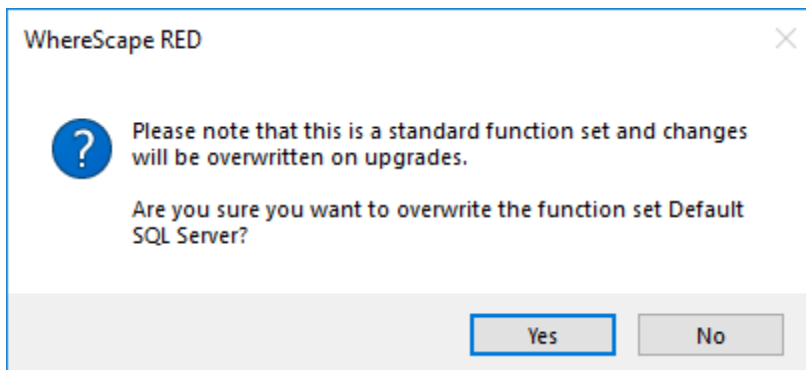 WhereScape RED
Please note that this is a standard function set and changes
will be overwritten on upgrades.
Are you sure you want to overwrite the function set Default
SQL Server?
Yes
No